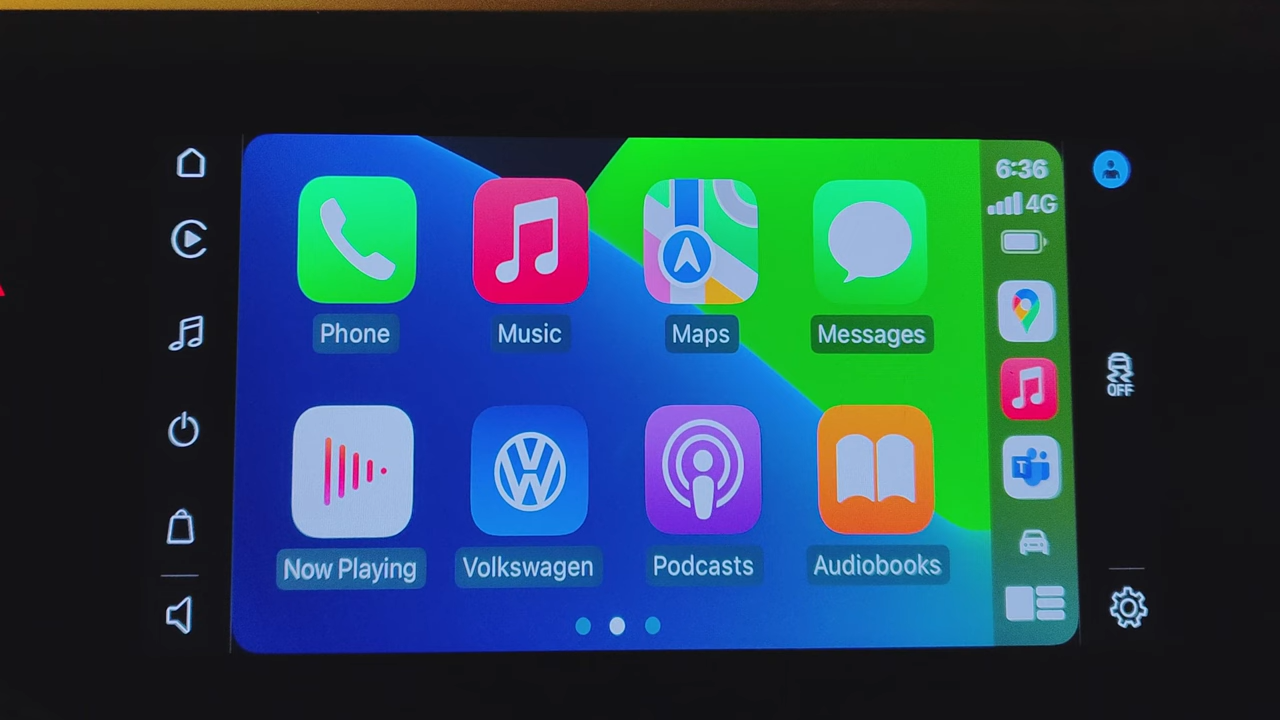 6:36
4G
Phone
Music
Maps
Messages
T
OFF
Now Playing
Volkswagen
Podcasts
Audiobooks